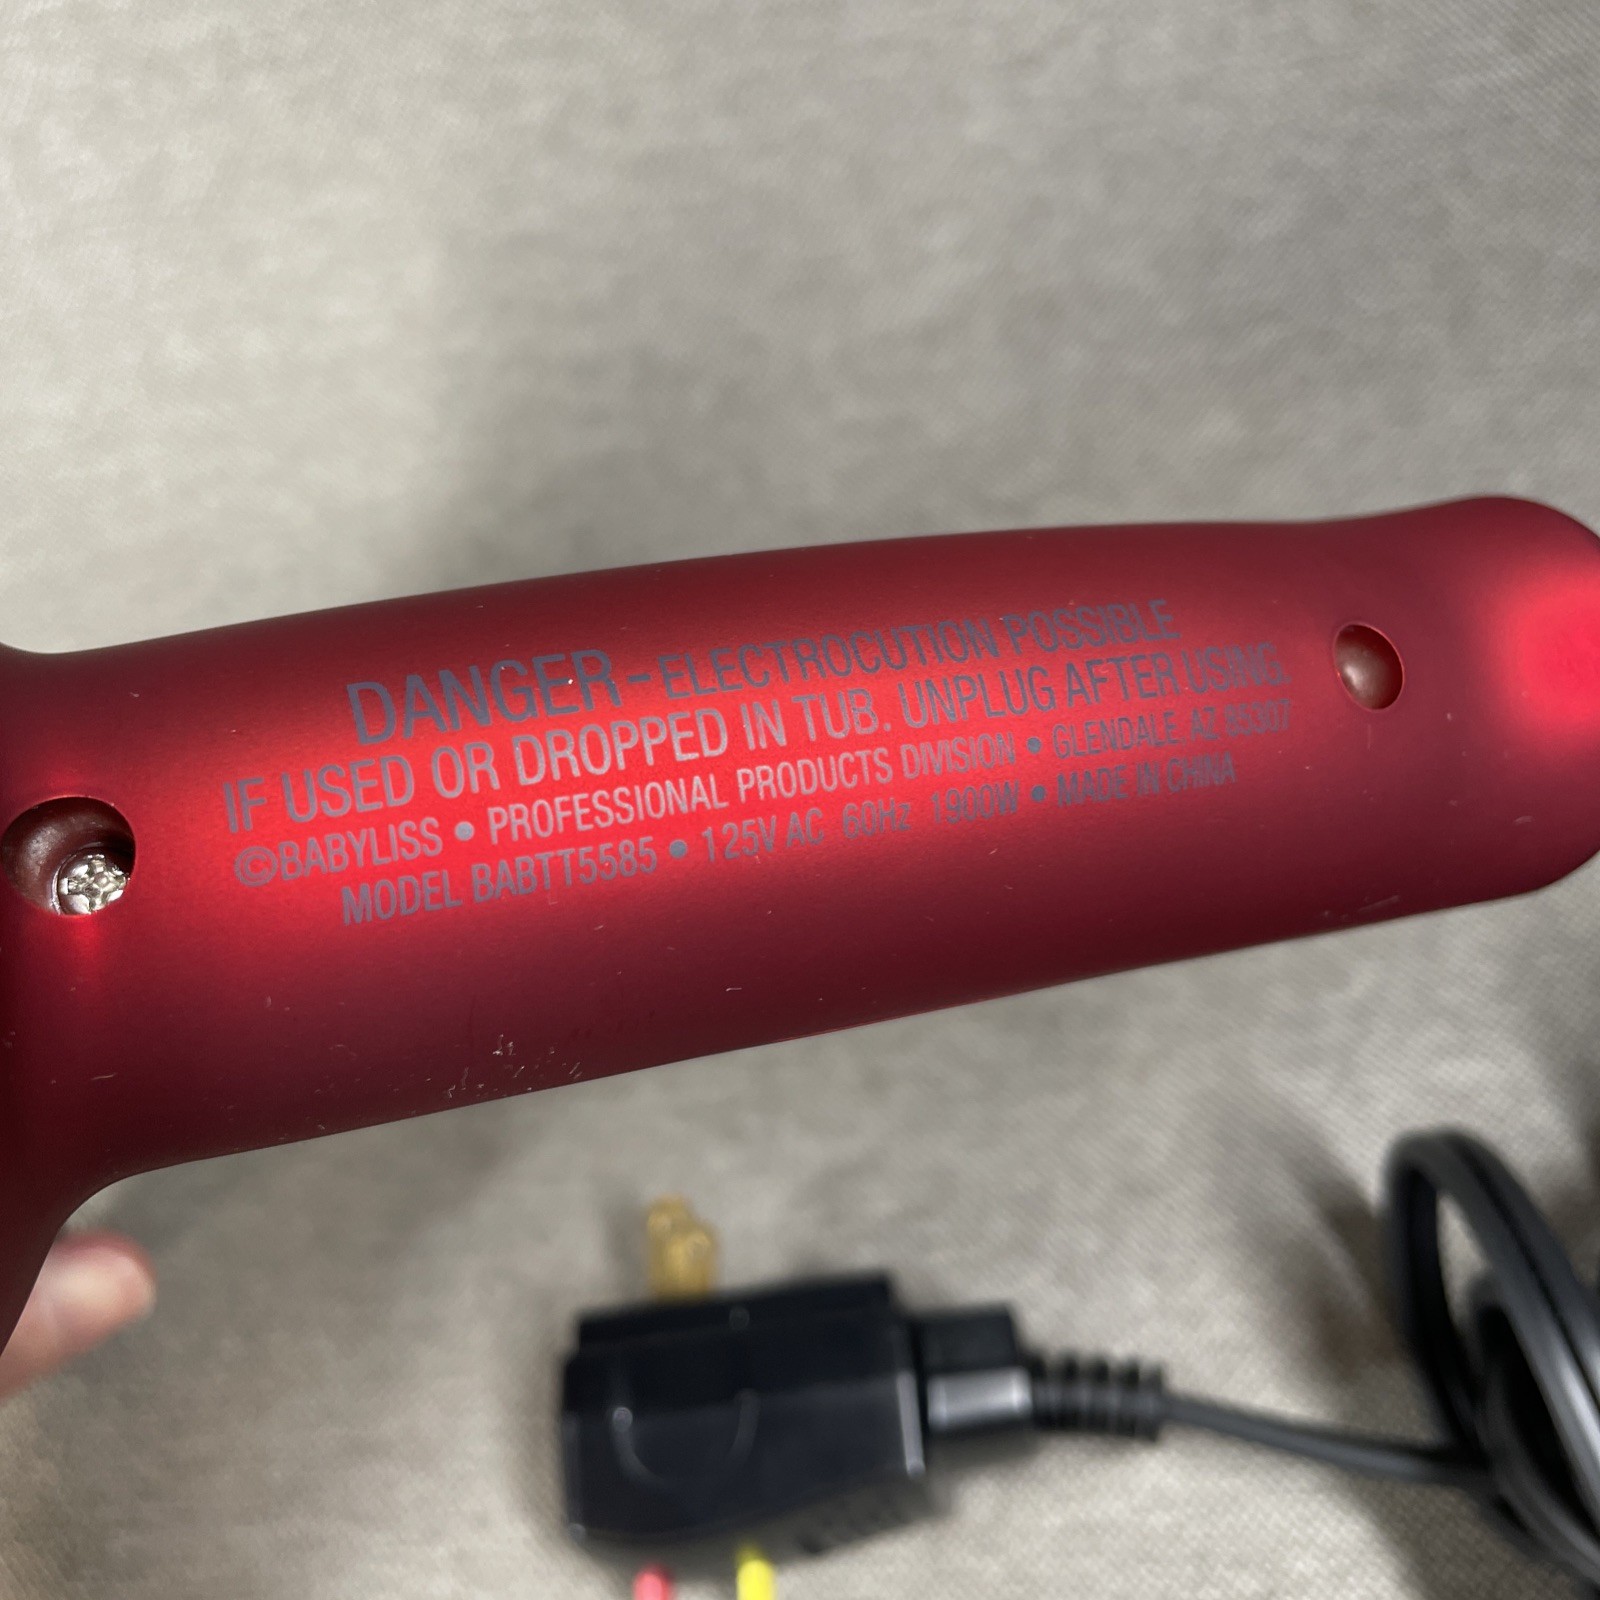 DANGER - ELECTROCUTION POSSIBLE
IF USED OR DROPPED IN TUB. UNPLUG AFTER USING.
©BABYLISS • PROFESSIONAL PRODUCTS DIVISION • GLENDALE, AZ 85307
MODEL BABTT5585 • 125V AC 60Hz 1900W • MADE IN CHINA